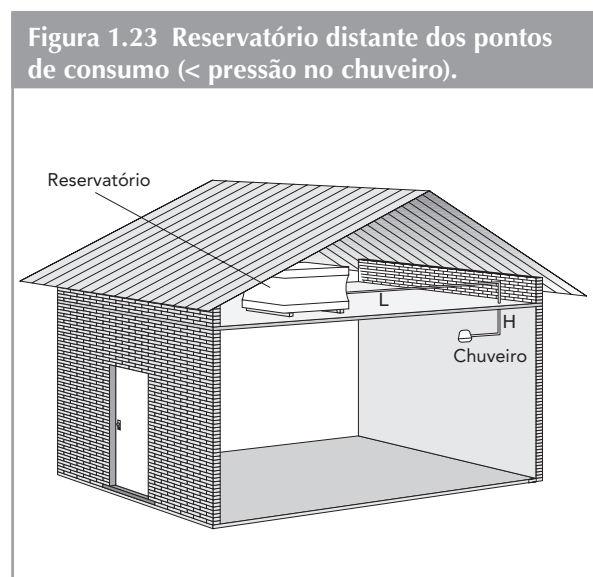 Figura 1.23 Reservatório distante dos pontos
de consumo (< pressão no chuveiro).
Reservatório
L
H
Chuveiro